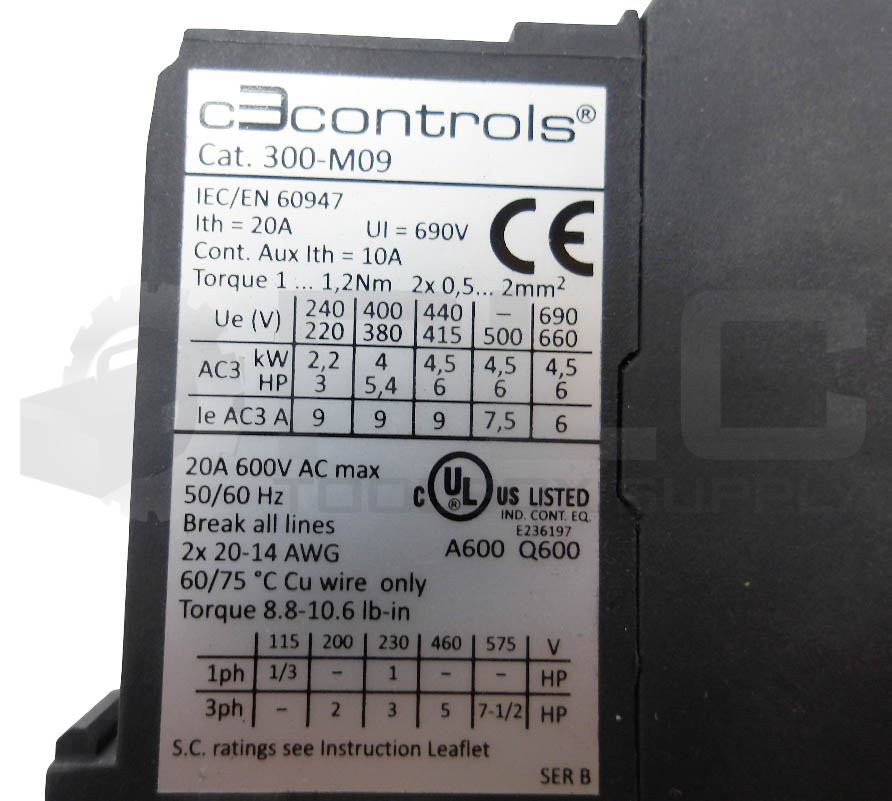 c3controls®
Cat. 300-M09
IEC/EN 60947
Ith = 20A UI = 690V
Cont. Aux Ith = 10A
CE
Torque 1 ... 1,2Nm 2x 0,5... 2mm²
Ue (V) 240 400 440 – 690
220 380 415 500 660
AC3 kW 2,2 4 4,5 4,5 4,5
HP 3 5,4 6 6 6
Ie AC3 A 9 9 9 7,5 6
20A 600V AC max
50/60 Hz
Break all lines
2x 20-14 AWG
60/75 °C Cu wire only
Torque 8.8-10.6 lb-in
c UL® US LISTED
IND. CONT. EQ.
E236197
A600 Q600
115 200 230 460 575 V
1ph 1/3 – 1 – – HP
3ph – 2 3 5 7-1/2 HP
S.C. ratings see Instruction Leaflet
SER B